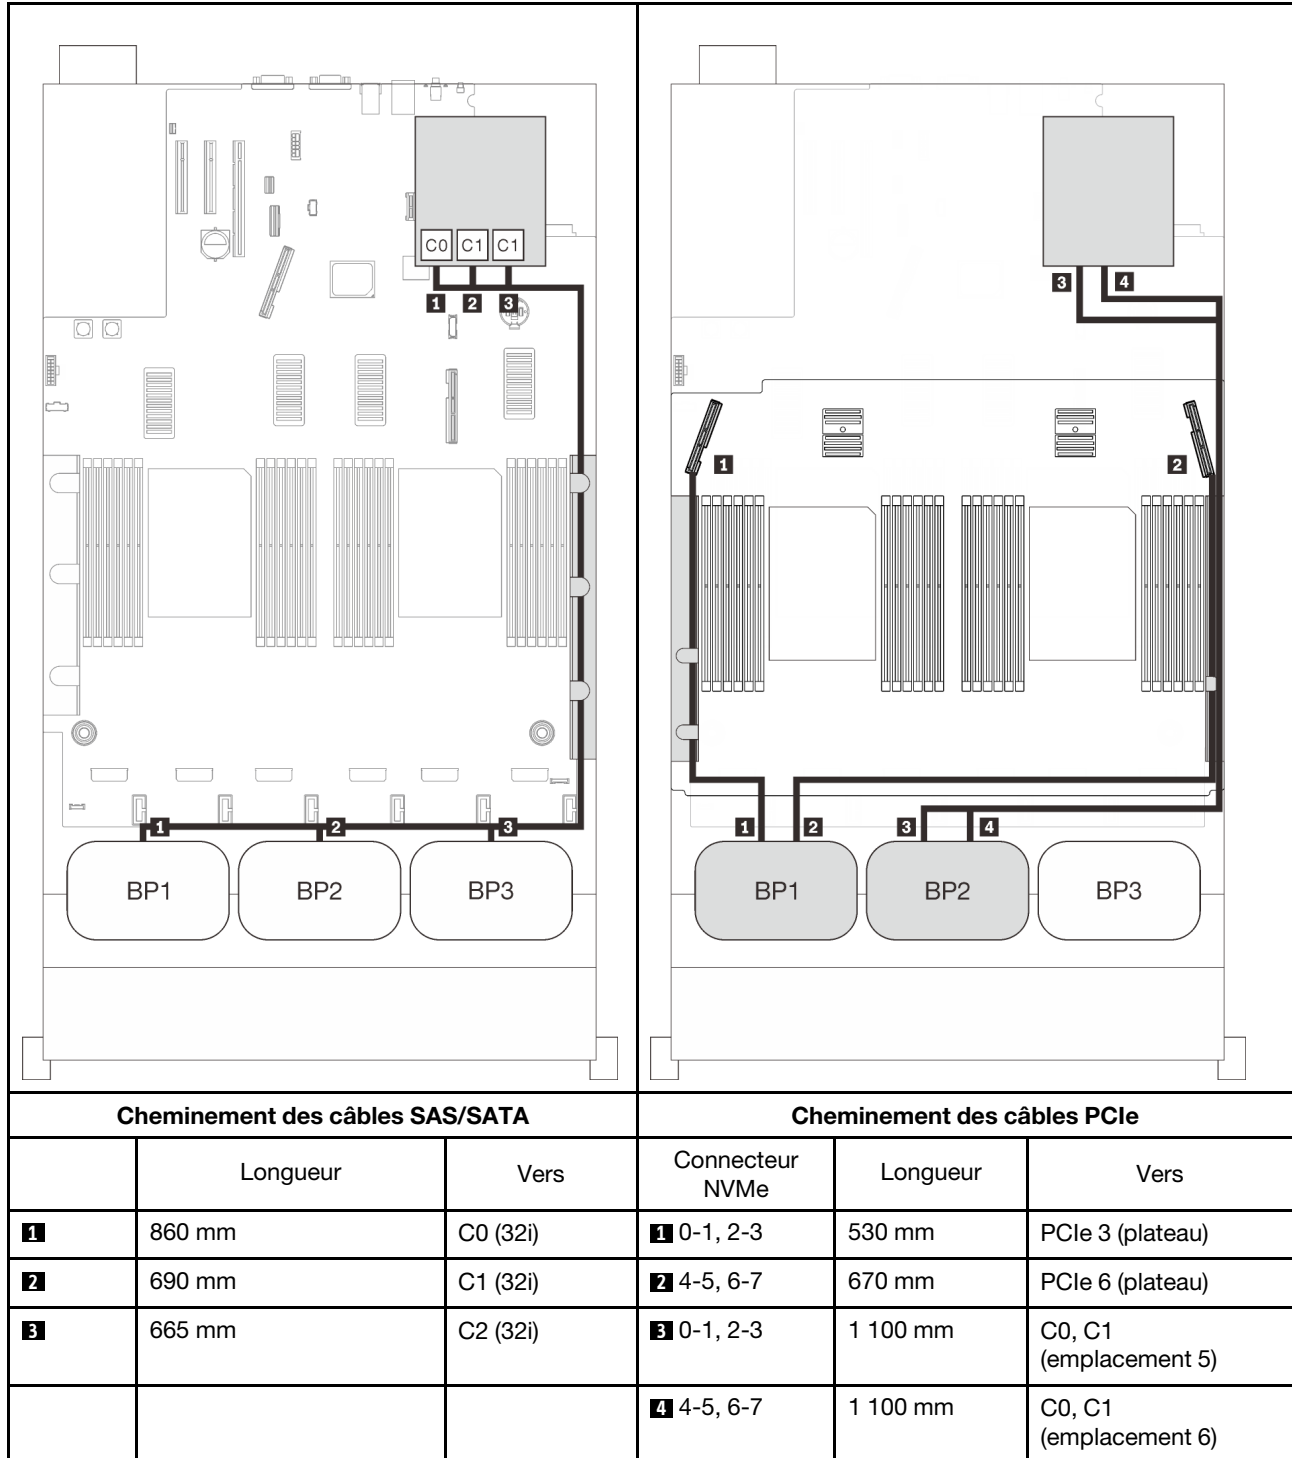 C0 C1 C1
1 2 3
1 2 3
BP1 BP2 BP3
3 4
1 2
1 2 3 4
BP1 BP2 BP3
Cheminement des câbles SAS/SATA
Cheminement des câbles PCIe
Longueur
Vers
Connecteur
NVMe
Longueur
Vers
1
860 mm
C0 (32i)
1 0-1, 2-3
530 mm
PCIe 3 (plateau)
2
690 mm
C1 (32i)
2 4-5, 6-7
670 mm
PCIe 6 (plateau)
3
665 mm
C2 (32i)
3 0-1, 2-3
1 100 mm
C0, C1
(emplacement 5)
4 4-5, 6-7
1 100 mm
C0, C1
(emplacement 6)